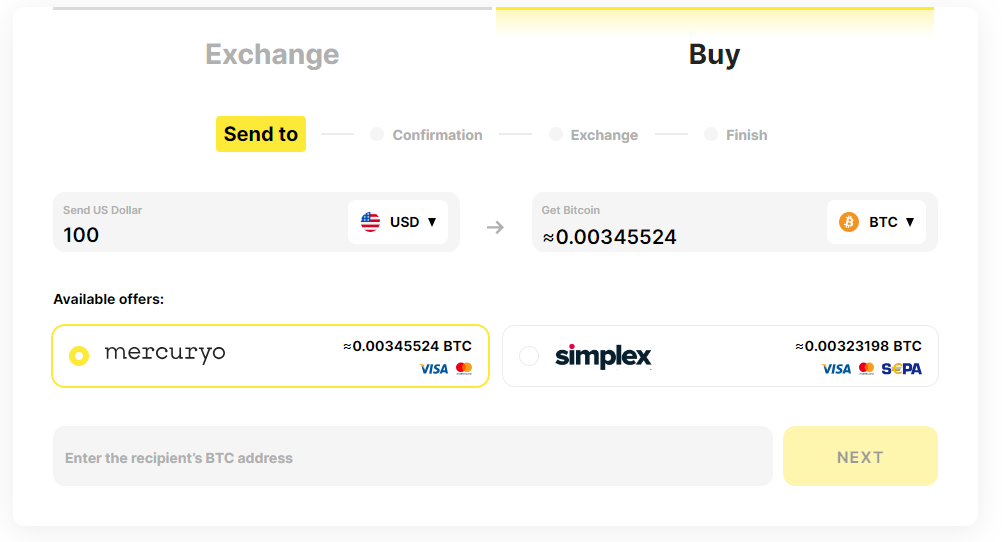 Exchange
Buy
Send to
Confirmation
Exchange
Finish
Send US Dollar
100
USD ▼
Get Bitcoin
≈0.00345524
BTC ▼
Available offers:
mercuryo
≈0.00345524 BTC
VISA
simplex
≈0.00323198 BTC
VISA
S€PA
Enter the recipient's BTC address
NEXT